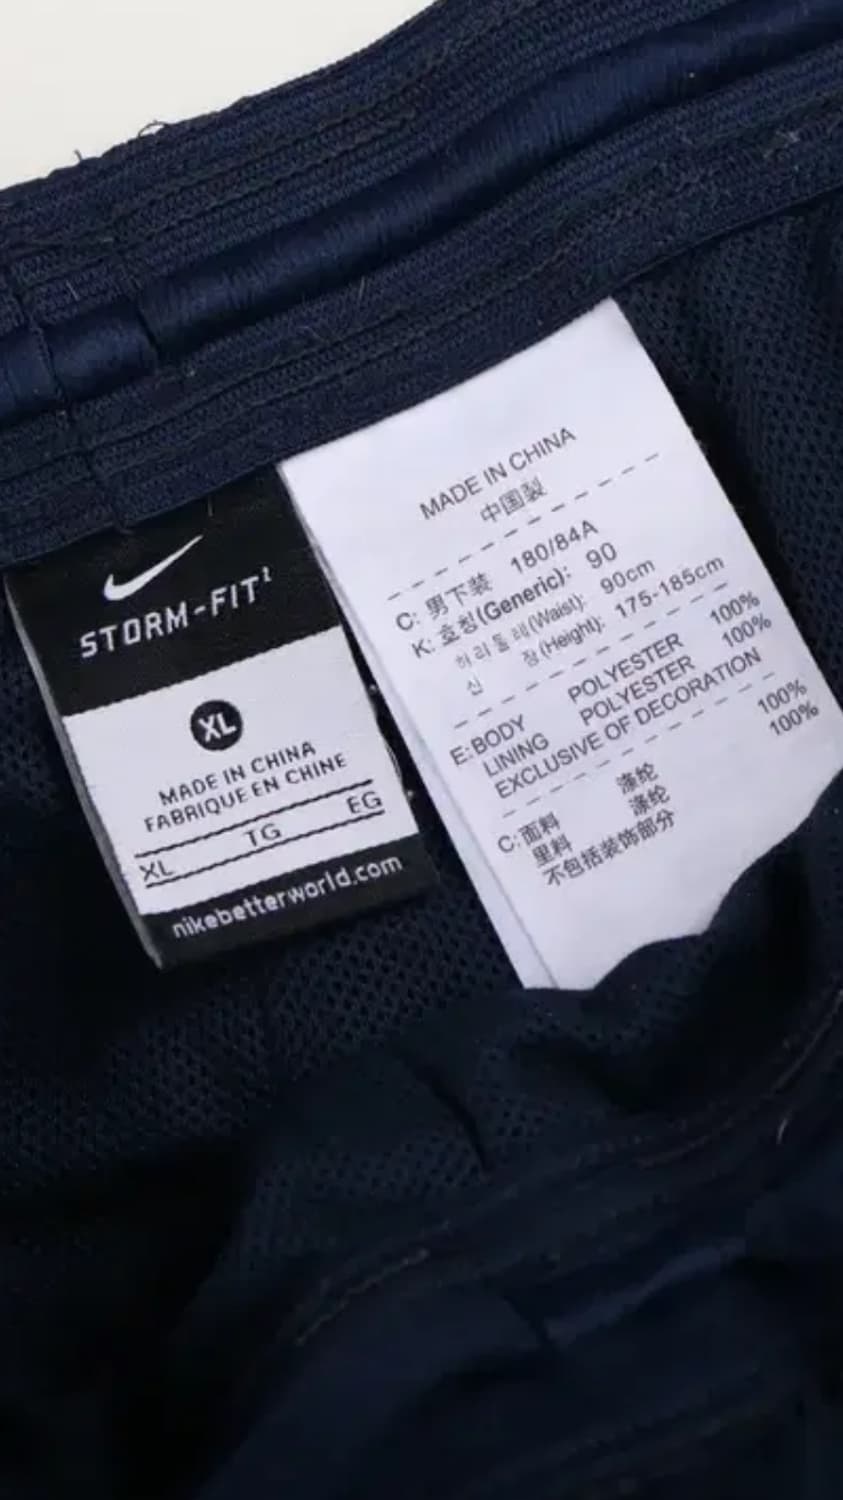 STORM-FIT²
XL
MADE IN CHINA
FABRIQUE EN CHINE
XL TG EG
nikebetterworld.com
MADE IN CHINA
中国製
C: 男下装 180/84A
K: 호칭(Generic): 90
허리둘레(Waist): 90cm
신 장(Height): 175-185cm
E:BODY POLYESTER 100%
LINING POLYESTER 100%
EXCLUSIVE OF DECORATION
C:面料 涤纶 100%
里料 涤纶 100%
不包括装饰部分